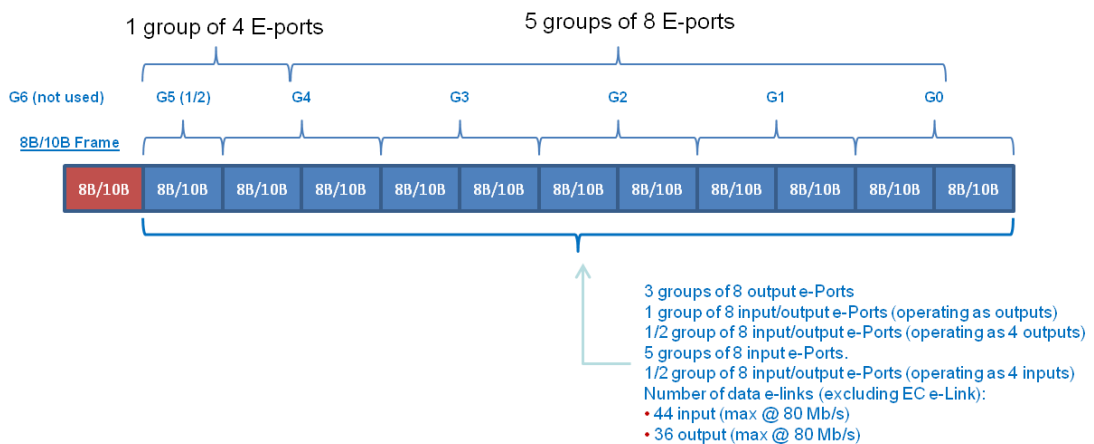 1 group of 4 E-ports
5 groups of 8 E-ports
G6 (not used)
G5 (1/2)
G4
G3
G2
G1
G0
8B/10B Frame
8B/10B 8B/10B 8B/10B 8B/10B 8B/10B 8B/10B 8B/10B 8B/10B 8B/10B 8B/10B 8B/10B 8B/10B
3 groups of 8 output e-Ports
1 group of 8 input/output e-Ports (operating as outputs)
1/2 group of 8 input/output e-Ports (operating as 4 outputs)
5 groups of 8 input e-Ports.
1/2 group of 8 input/output e-Ports (operating as 4 inputs)
Number of data e-links (excluding EC e-Link):
• 44 input (max @ 80 Mb/s)
• 36 output (max @ 80 Mb/s)